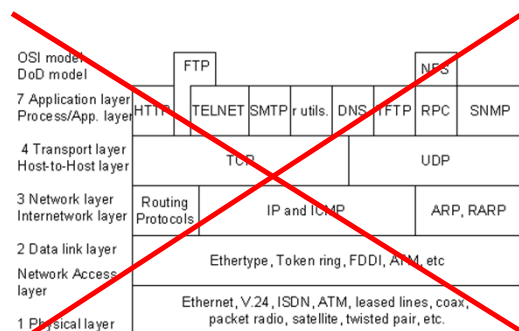 OSI model
DoD model
FTP
NFS
7 Application layer
Process/App. layer
HTTP
TELNET
SMTP
r utils.
DNS
TFTP
RPC
SNMP
4 Transport layer
Host-to-Host layer
TCP
UDP
3 Network layer
Internetwork layer
Routing
Protocols
IP and ICMP
ARP, RARP
2 Data link layer
Network Access
layer
Ethertype, Token ring, FDDI, ATM, etc
1 Physical layer
Ethernet, V.24, ISDN, ATM, leased lines, coax,
packet radio, satellite, twisted pair, etc.